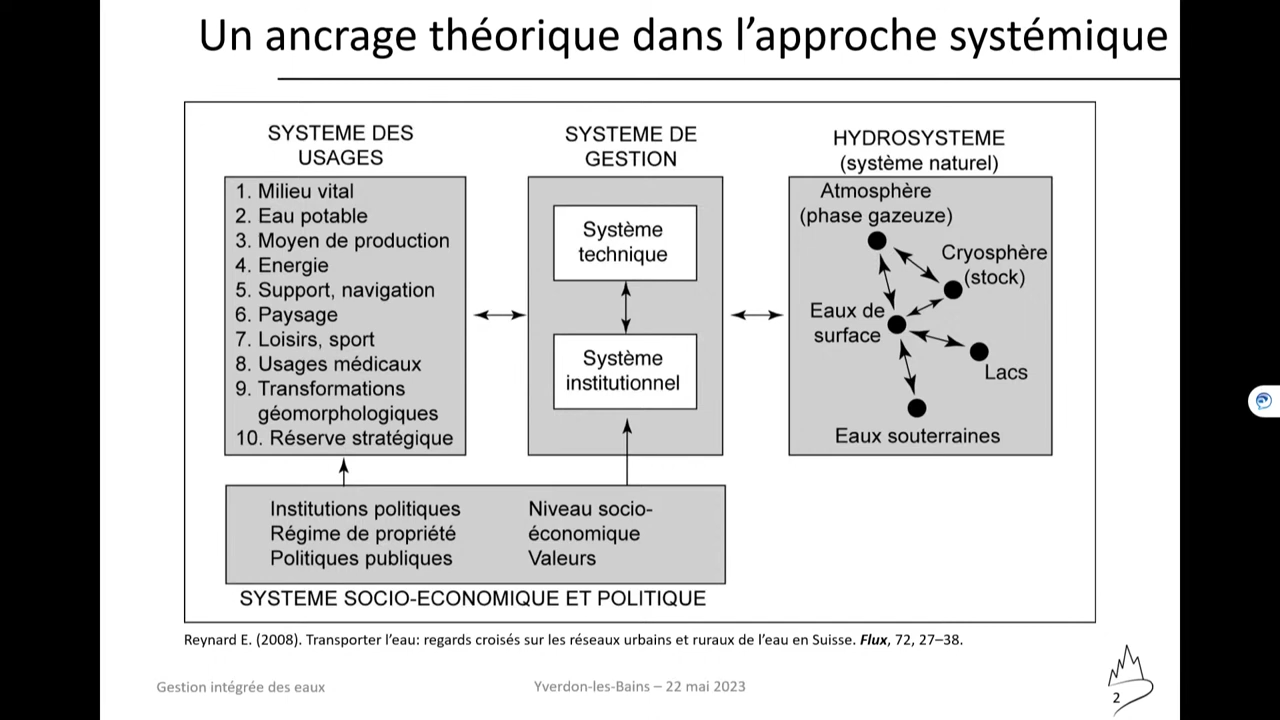 Un ancrage théorique dans l’approche systémique
SYSTEME DES
USAGES
1. Milieu vital
2. Eau potable
3. Moyen de production
4. Energie
5. Support, navigation
6. Paysage
7. Loisirs, sport
8. Usages médicaux
9. Transformations
géomorphologiques
10. Réserve stratégique
SYSTEME DE
GESTION
Système
technique
Système
institutionnel
HYDROSYSTEME
(système naturel)
Atmosphère
(phase gazeuze)
Cryosphère
(stock)
Eaux de
surface
Lacs
Eaux souterraines
Institutions politiques
Régime de propriété
Politiques publiques
Niveau socio-
économique
Valeurs
SYSTEME SOCIO-ECONOMIQUE ET POLITIQUE
Reynard E. (2008). Transporter l’eau: regards croisés sur les réseaux urbains et ruraux de l’eau en Suisse. Flux, 72, 27–38.
Gestion intégrée des eaux
Yverdon-les-Bains – 22 mai 2023
2